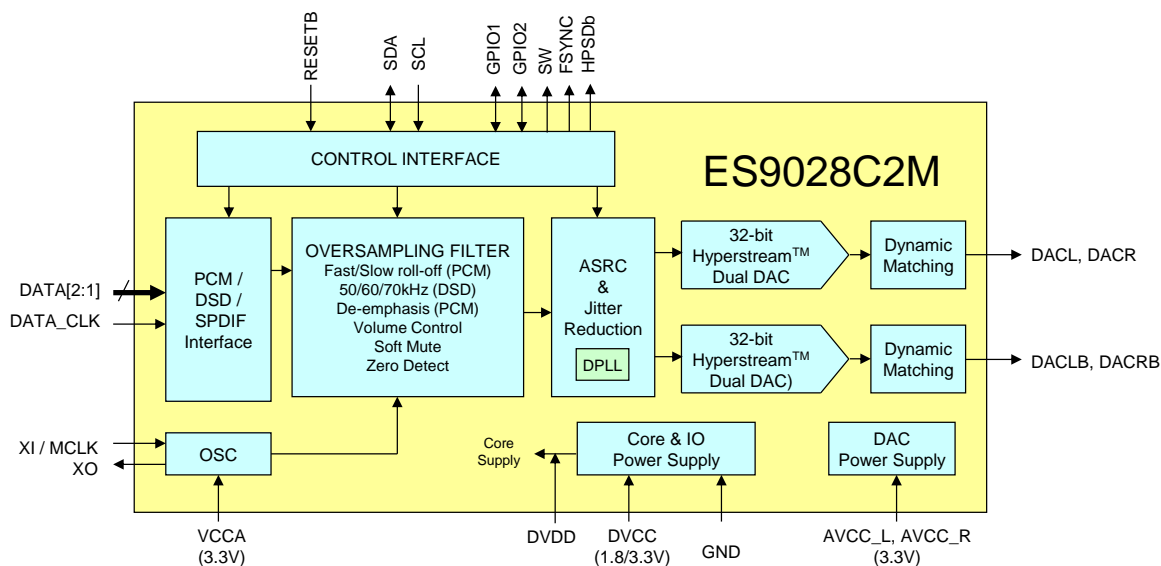 RESETB
SDA
SCL
GPIO1
GPIO2
SW
FSYNC
HPSDb
CONTROL INTERFACE
ES9028C2M
DATA[2:1]
DATA_CLK
PCM /
DSD /
SPDIF
Interface
OVERSAMPLING FILTER
Fast/Slow roll-off (PCM)
50/60/70kHz (DSD)
De-emphasis (PCM)
Volume Control
Soft Mute
Zero Detect
ASRC
&
Jitter
Reduction
DPLL
32-bit
Hyperstream™
Dual DAC
Dynamic
Matching
DACL, DACR
32-bit
Hyperstream™
Dual DAC)
Dynamic
Matching
DACLB, DACRB
XI / MCLK
XO
OSC
Core
Supply
Core & IO
Power Supply
DAC
Power Supply
VCCA
(3.3V)
DVDD
DVCC
(1.8/3.3V)
GND
AVCC_L, AVCC_R
(3.3V)